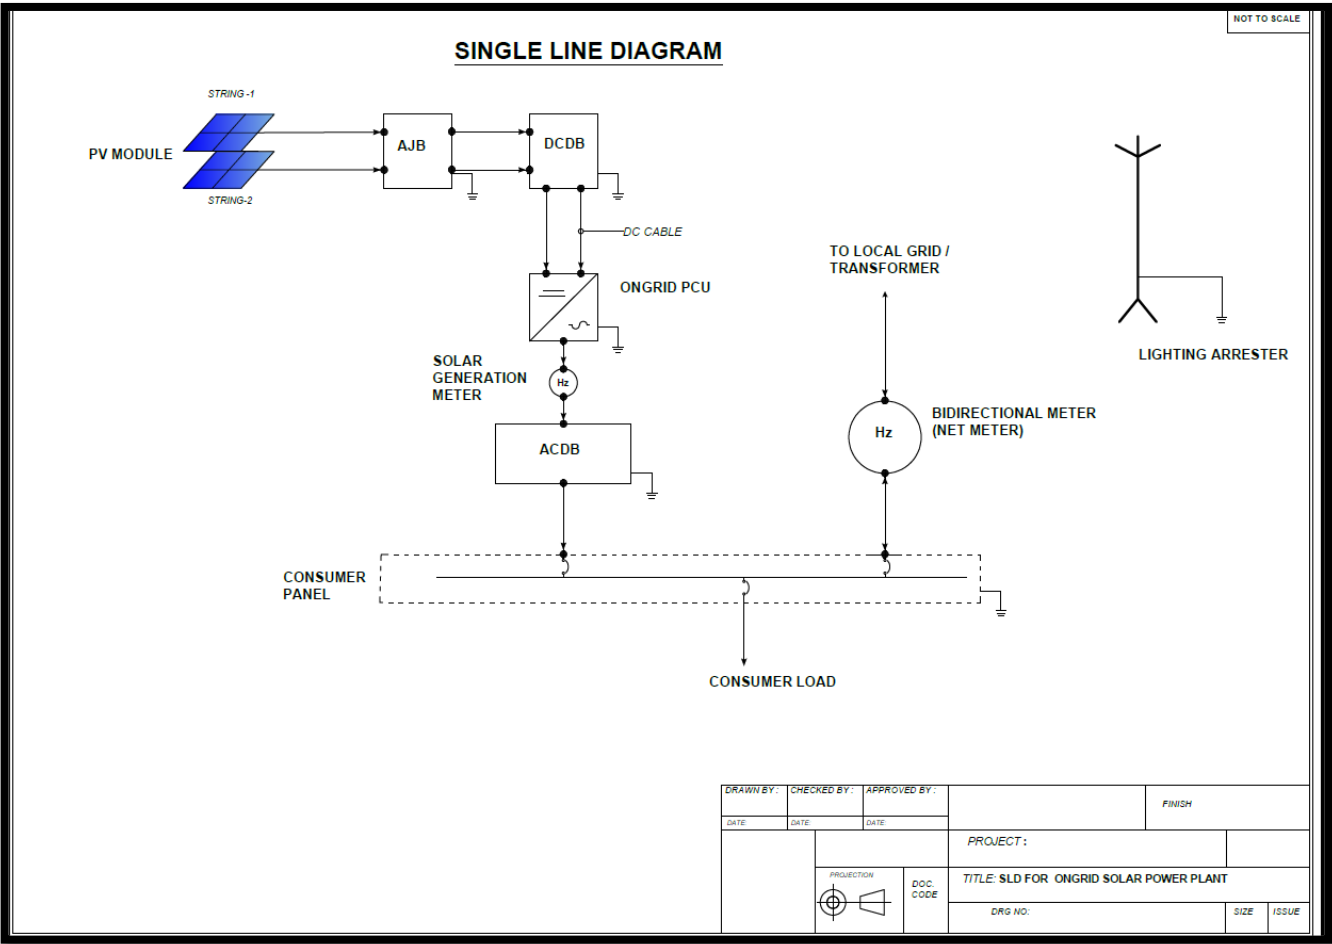 NOT TO SCALE
SINGLE LINE DIAGRAM
STRING -1
PV MODULE
STRING-2
AJB
DCDB
DC CABLE
ONGRID PCU
SOLAR
GENERATION
METER
Hz
ACDB
TO LOCAL GRID /
TRANSFORMER
Hz
BIDIRECTIONAL METER
(NET METER)
LIGHTING ARRESTER
CONSUMER
PANEL
CONSUMER LOAD
DRAWN BY :
CHECKED BY :
APPROVED BY :
FINISH
DATE:
DATE:
DATE:
PROJECT :
PROJECTION
DOC.
CODE
TITLE: SLD FOR ONGRID SOLAR POWER PLANT
DRG NO:
SIZE
ISSUE